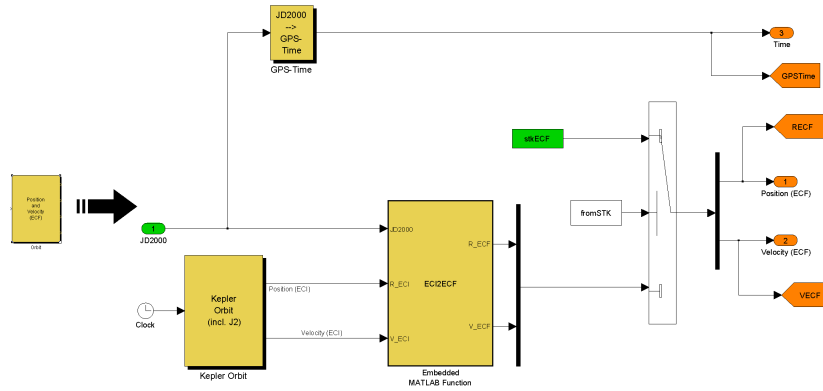 JD2000
-->
GPS-
Time
GPS-Time
3
Time
GPSTime
stkECF
RECF
Position
and
Velocity
(ECF)
Orbit
1
JD2000
fromSTK
1
Position (ECF)
2
Velocity (ECF)
VECF
JD2000
R_ECI
V_ECI
ECI2ECF
R_ECF
V_ECF
Embedded
MATLAB Function
Clock
Kepler
Orbit
(incl. J2)
Kepler Orbit
Position (ECI)
Velocity (ECI)